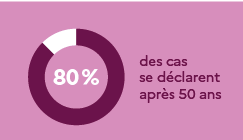 80 %
des cas
se déclarent
après 50 ans